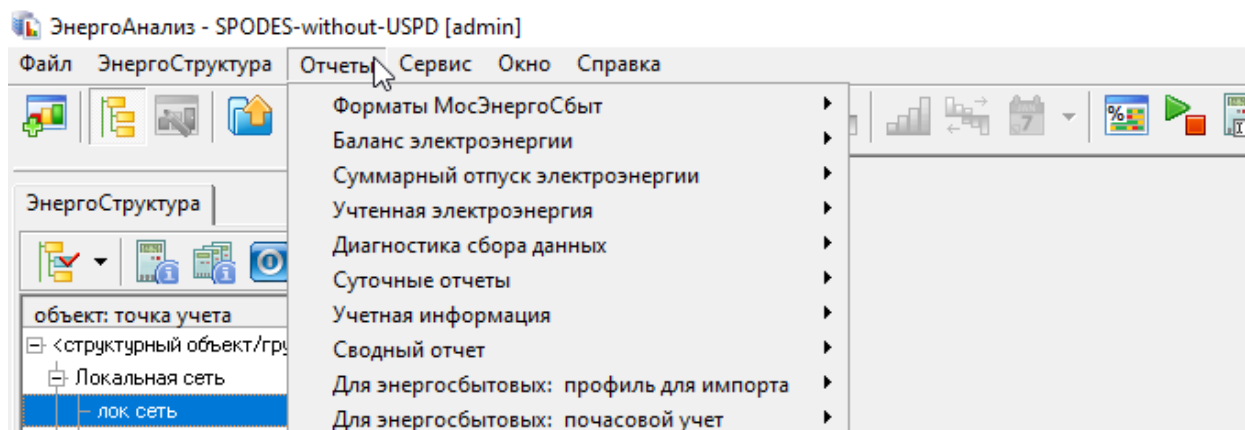 ЭнергоАнализ - SPODES-without-USPD [admin]
Файл ЭнергоСтруктура Отчеты Сервис Окно Справка
Форматы МосЭнергоСбыт
Баланс электроэнергии
Суммарный отпуск электроэнергии
Учтенная электроэнергия
Диагностика сбора данных
Суточные отчеты
Учетная информация
Сводный отчет
Для энергосбытовых: профиль для импорта
Для энергосбытовых: почасовой учет
7
%
ЭнергоСтруктура
объект: точка учета
<структурный объект/гру
Локальная сеть
лок сеть